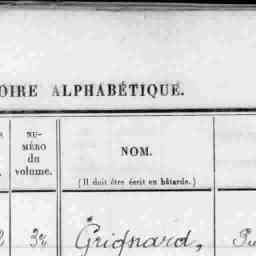 OIRE ALPHABÉTIQUE.
NU-
MÉRO
du
volume.
NOM.
(Il doit être écrit en bâtarde.)
32 Grignard,